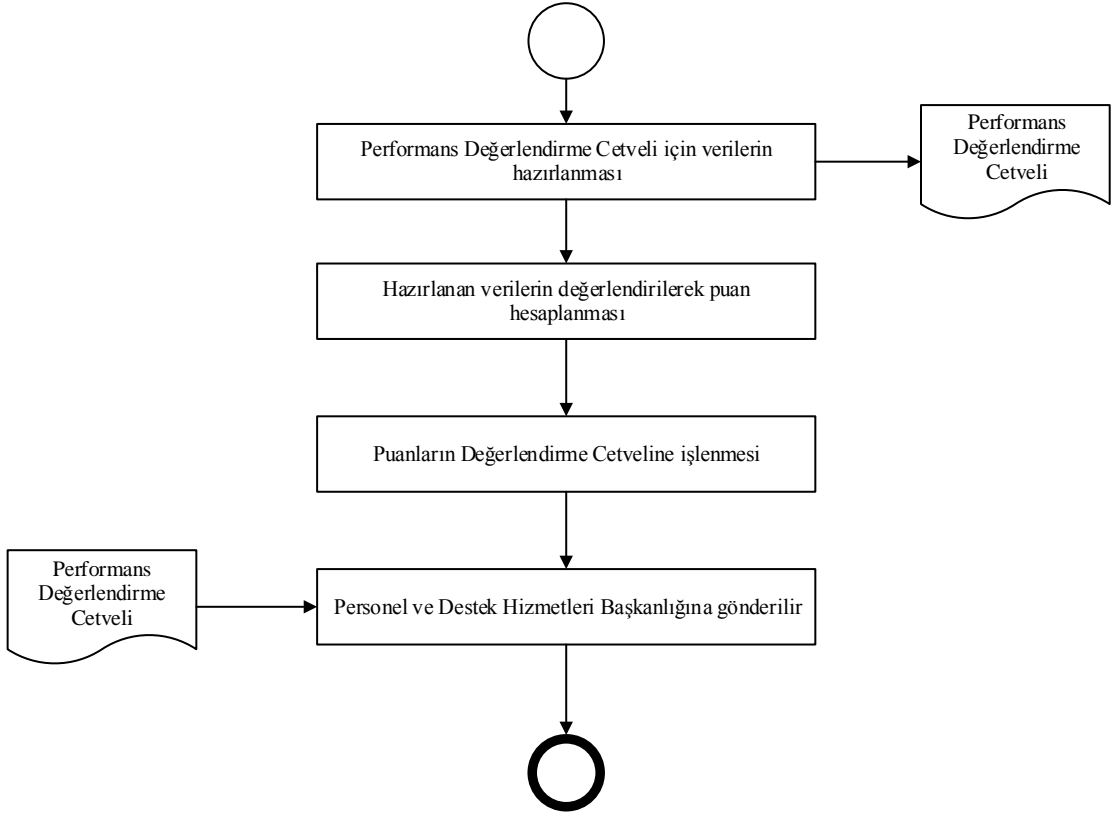 Performans Değerlendirme Cetveli için verilerin
hazırlanması
Performans
Değerlendirme
Cetveli
Hazırlanan verilerin değerlendirilerek puan
hesaplanması
Puanların Değerlendirme Cetveline işlenmesi
Performans
Değerlendirme
Cetveli
Personel ve Destek Hizmetleri Başkanlığına gönderilir